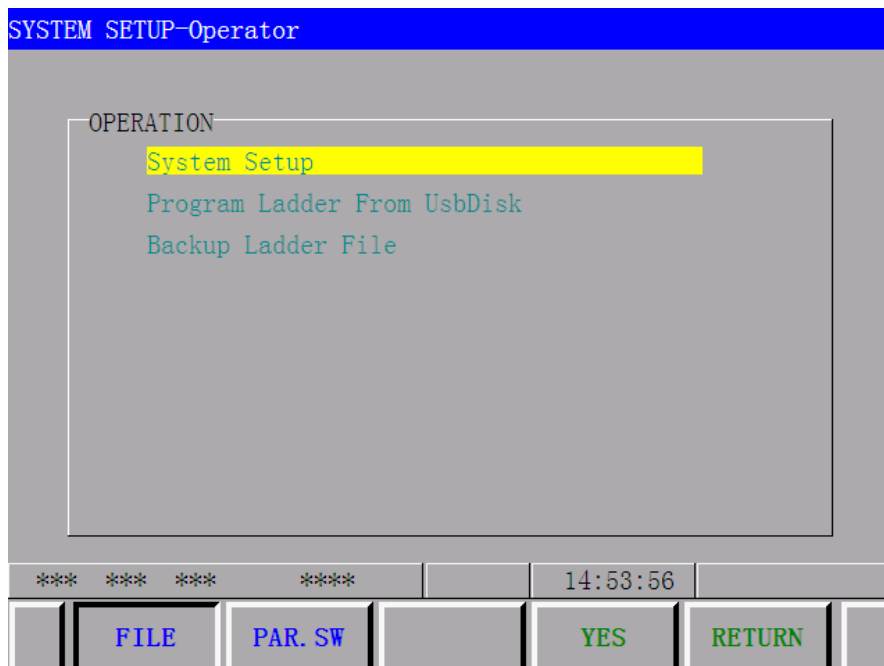 SYSTEM SETUP-Operator
OPERATION
System Setup
Program Ladder From UsbDisk
Backup Ladder File
*** *** *** **** 14:53:56
FILE PAR. SW YES RETURN